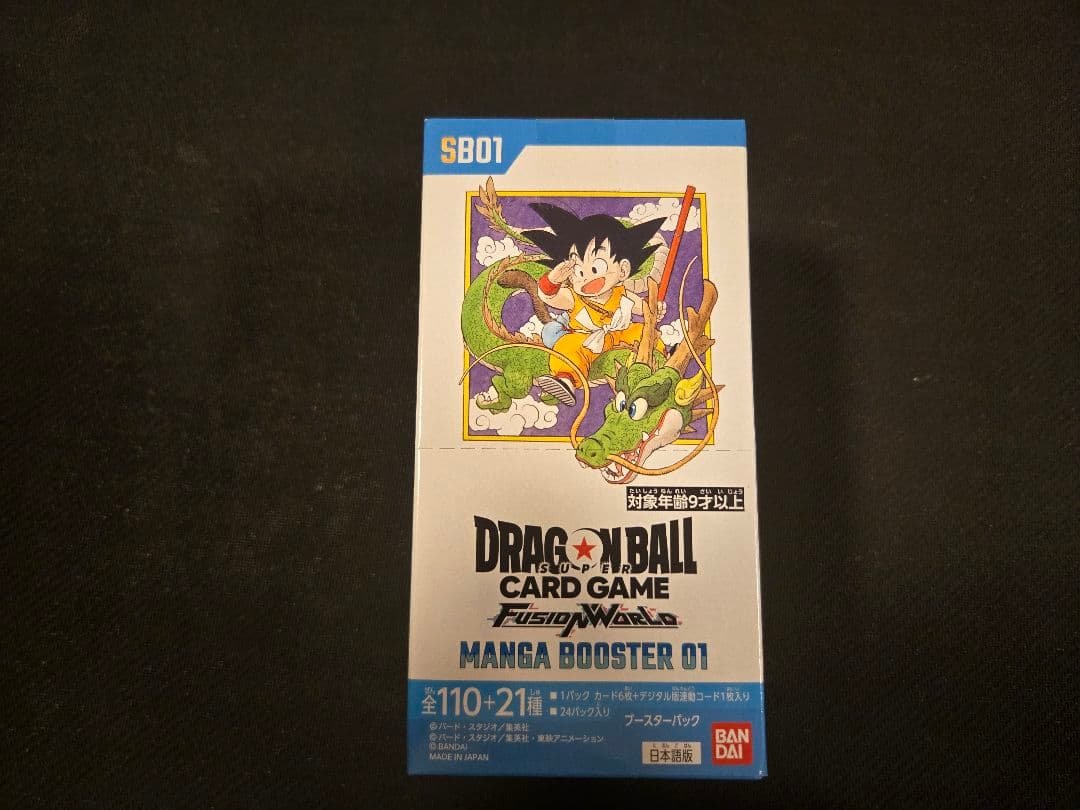 SB01
対象年齢9才以上
DRAGON BALL
SUPER
CARD GAME
FUSION WORLD
MANGA BOOSTER 01
全110+21種
■ 1パック カード6枚+デジタル版連動コード1枚入り
■ 24パック入り
ブースターパック
©バード・スタジオ/集英社
©バード・スタジオ/集英社・東映アニメーション
©BANDAI
MADE IN JAPAN
日本語版
BAN
DAI